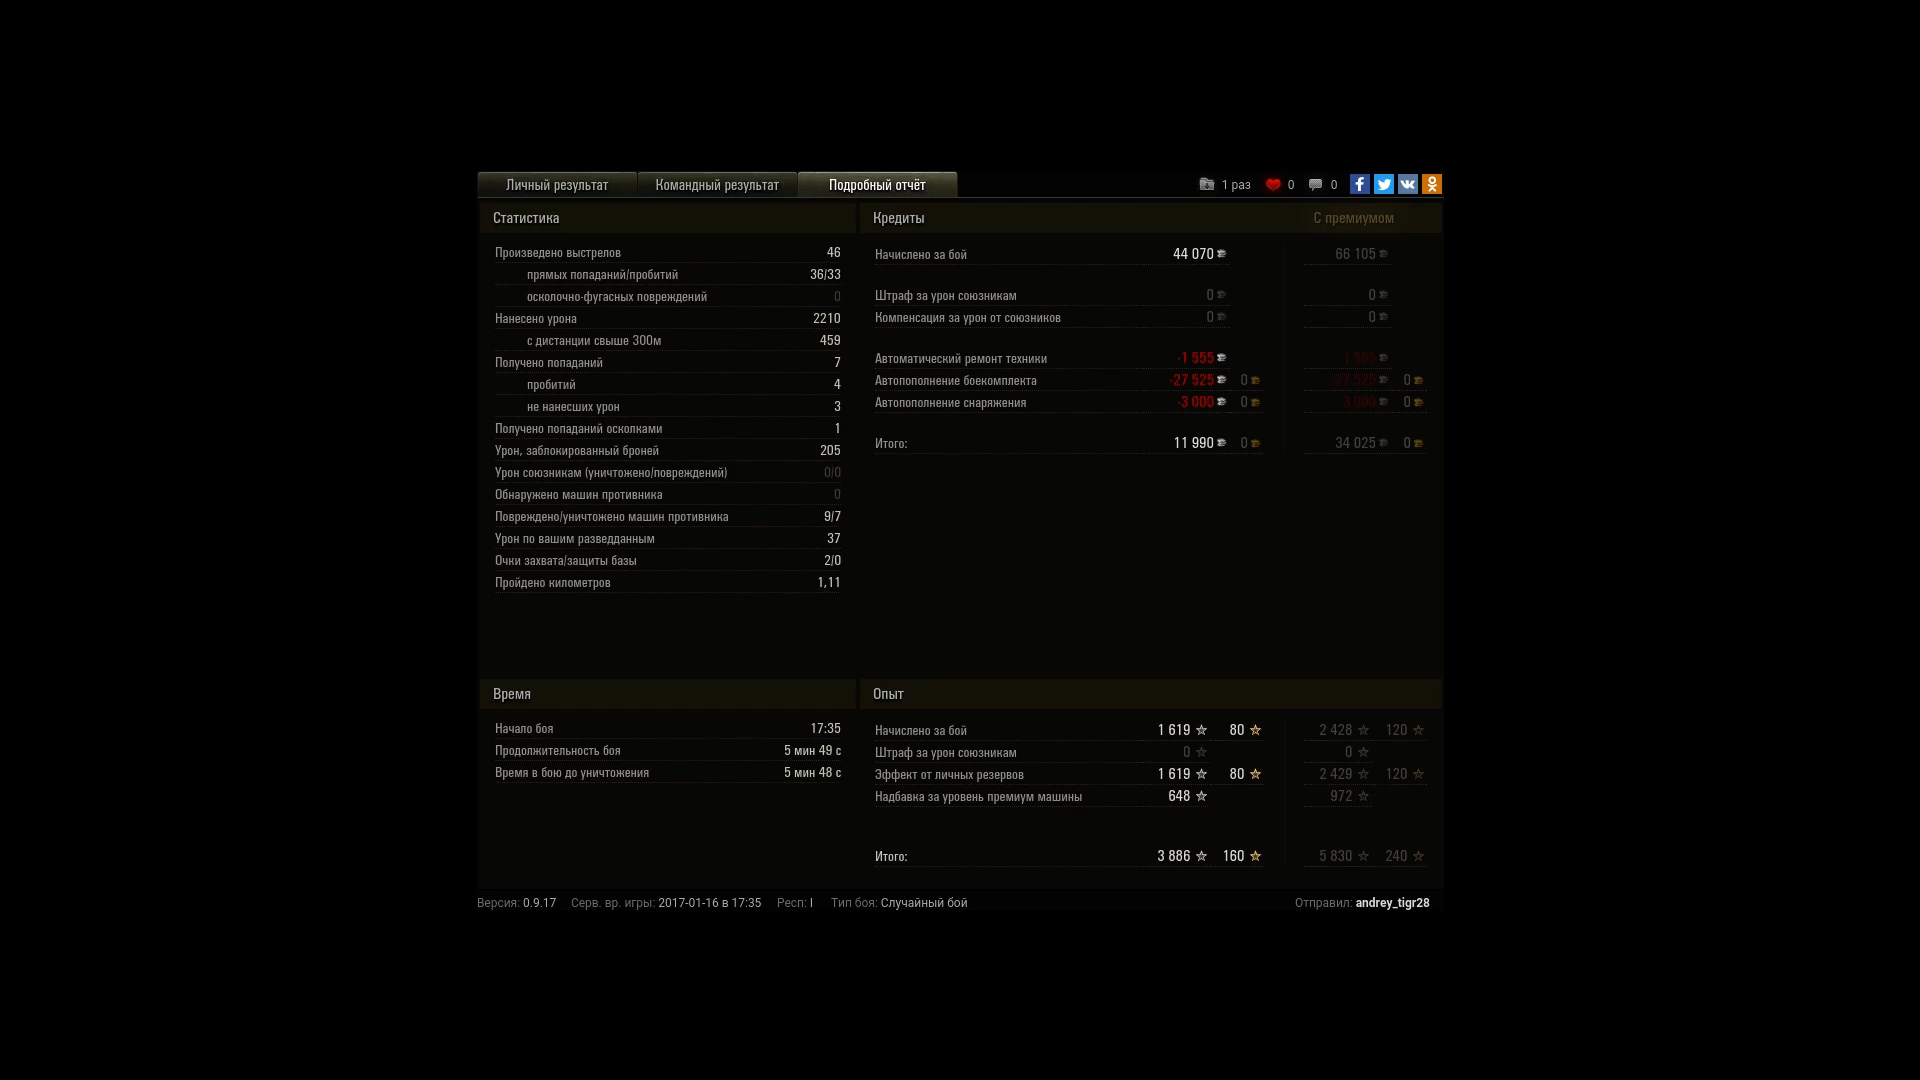 Личный результат Командный результат Подробный отчёт 1 раз 0 0
Статистика
Произведено выстрелов 46
прямых попаданий/пробитий 36/33
осколочно-фугасных повреждений 0
Нанесено урона 2210
с дистанции свыше 300м 459
Получено попаданий 7
пробитий 4
не нанесших урон 3
Получено попаданий осколками 1
Урон, заблокированный броней 205
Урон союзникам (уничтожено/повреждений) 0/0
Обнаружено машин противника 0
Повреждено/уничтожено машин противника 9/7
Урон по вашим разведданным 37
Очки захвата/защиты базы 2/0
Пройдено километров 1,11
Кредиты С премиумом
Начислено за бой 44 070 66 105
Штраф за урон союзникам 0 0
Компенсация за урон от союзников 0 0
Автоматический ремонт техники -1 555 -1 555
Автопополнение боекомплекта -27 525 0 -27 525 0
Автопополнение снаряжения -3 000 0 -3 000 0
Итого: 11 990 0 34 025 0
Время
Начало боя 17:35
Продолжительность боя 5 мин 49 с
Время в бою до уничтожения 5 мин 48 с
Опыт
Начислено за бой 1 619 80 2 428 120
Штраф за урон союзникам 0 0
Эффект от личных резервов 1 619 80 2 429 120
Надбавка за уровень премиум машины 648 972
Итого: 3 886 160 5 830 240
Версия: 0.9.17 Серв. вр. игры: 2017-01-16 в 17:35 Респ: I Тип боя: Случайный бой Отправил: andrey_tigr28